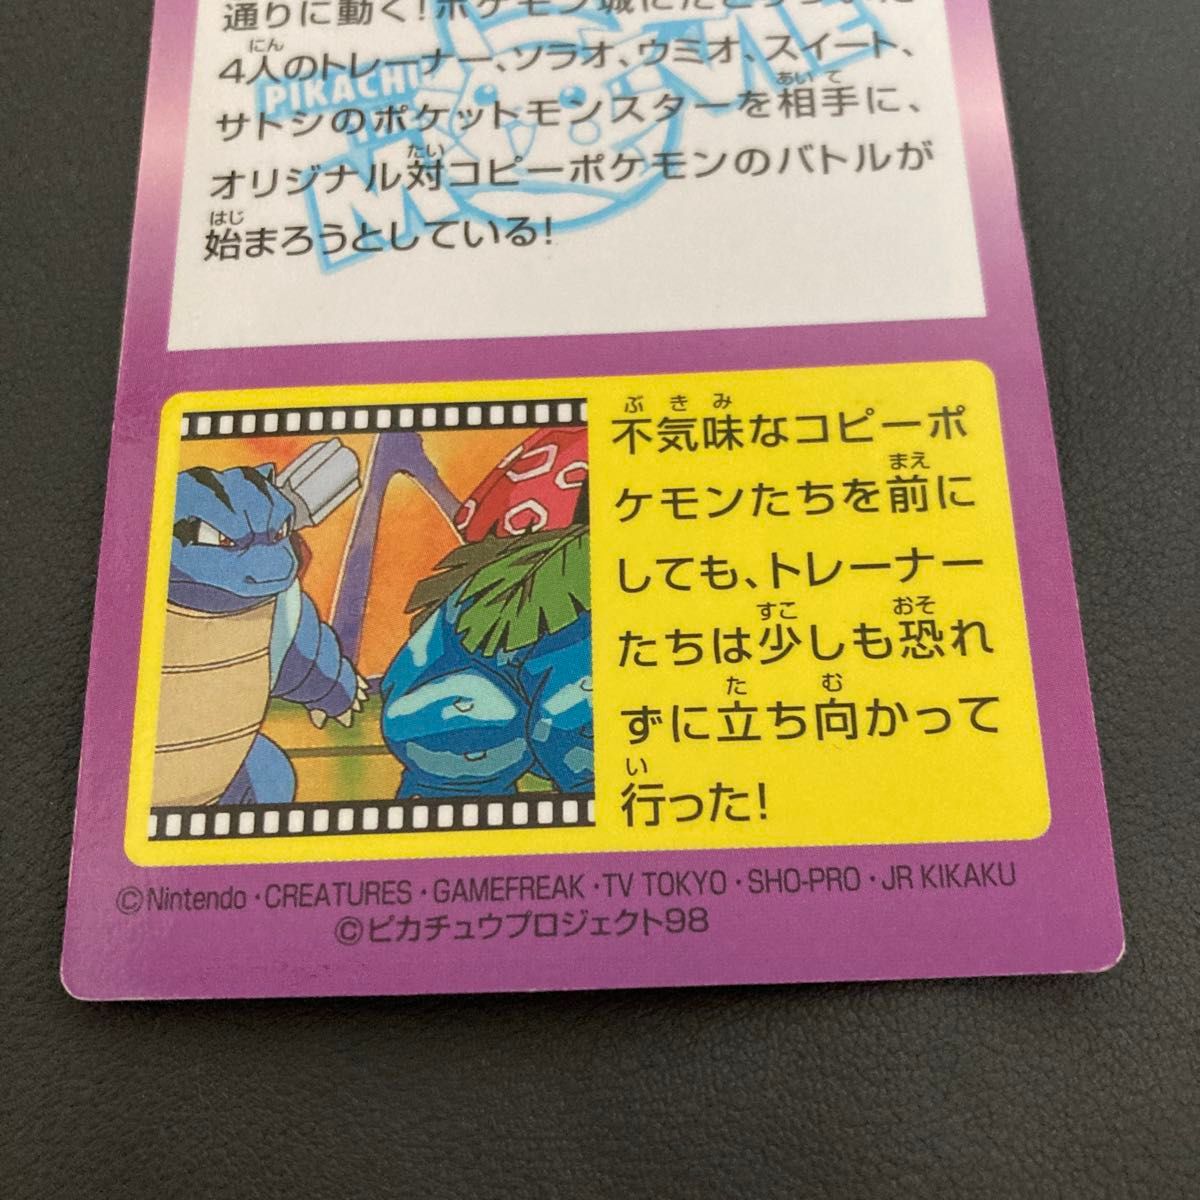 通りに動く!ポケモン城にたどりついた
4人のトレーナー、ソラオ、ウミオ、スイート、
サトシのポケットモンスターを相手に、
オリジナル対コピーポケモンのバトルが
始まろうとしている!
PIKACHU
MOVIE
不気味なコピーポ
ケモンたちを前に
しても、トレーナー
たちは少しも恐れ
ずに立ち向かって
行った!
©Nintendo・CREATURES・GAMEFREAK・TV TOKYO・SHO-PRO・JR KIKAKU
©ピカチュウプロジェクト98